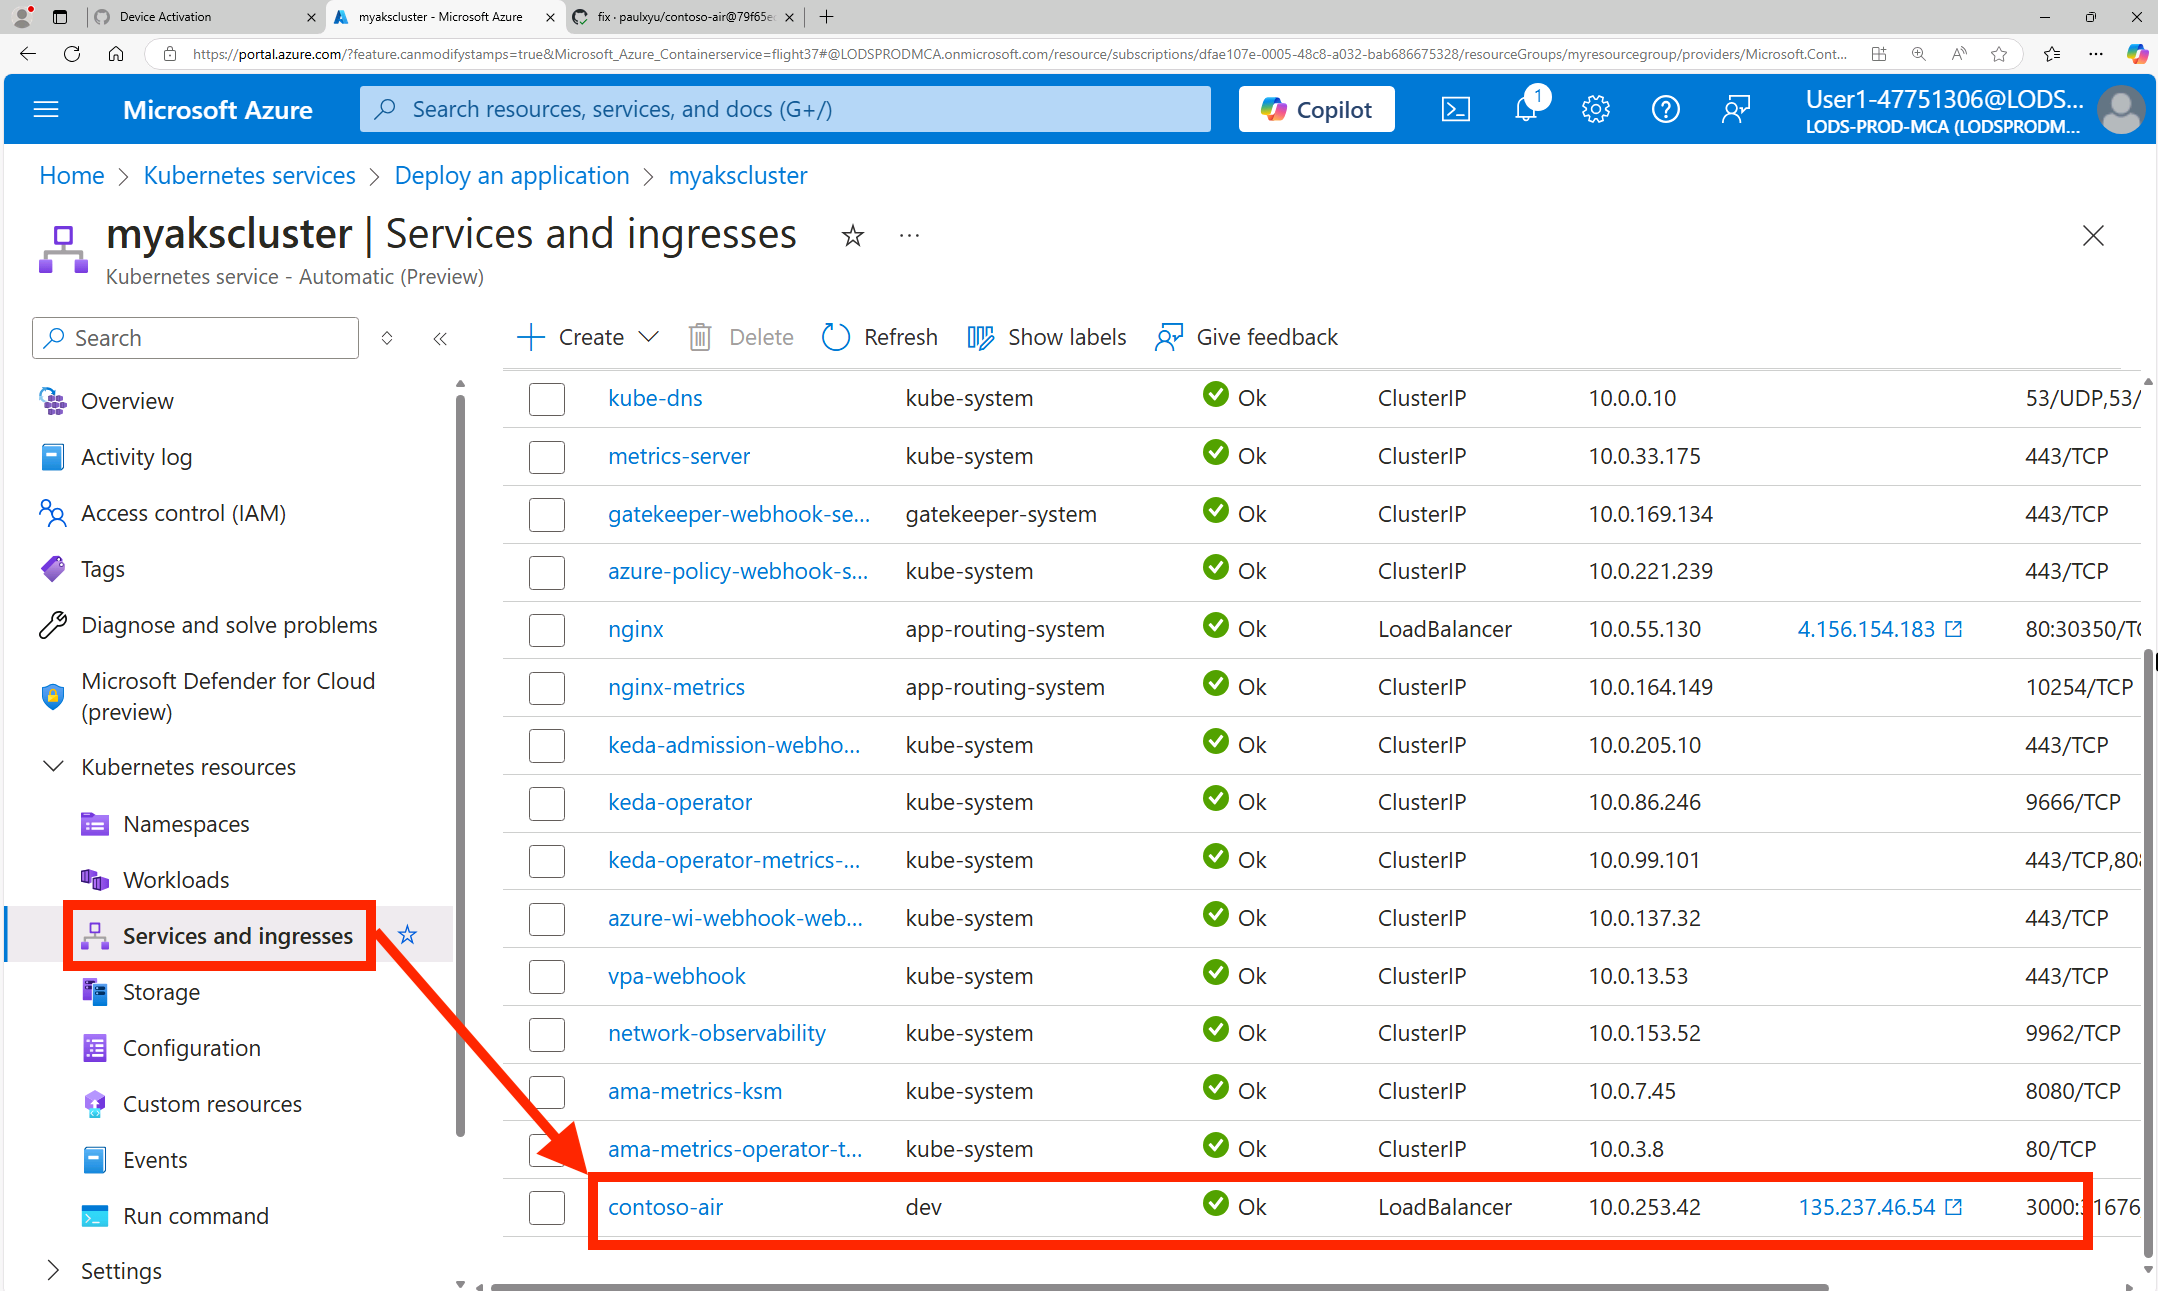 Device Activation
myakscluster - Microsoft Azure
fix · paulxyu/contoso-air@79f65e
https://portal.azure.com/?feature.canmodifystamps=true&Microsoft_Azure_Containerservice=flight37#@LODSPRODMCA.onmicrosoft.com/resource/subscriptions/dfae107e-0005-48c8-a032-bab686675328/resourceGroups/myresourcegroup/providers/Microsoft.Cont...
Microsoft Azure
Search resources, services, and docs (G+/)
Copilot
1
User1-47751306@LODS...
LODS-PROD-MCA (LODSPRODM...
Home > Kubernetes services > Deploy an application > myakscluster
myakscluster | Services and ingresses
Kubernetes service - Automatic (Preview)
Search
Overview
Activity log
Access control (IAM)
Tags
Diagnose and solve problems
Microsoft Defender for Cloud
(preview)
Kubernetes resources
Namespaces
Workloads
Services and ingresses
Storage
Configuration
Custom resources
Events
Run command
Settings
Create Delete Refresh Show labels Give feedback
kube-dns kube-system Ok ClusterIP 10.0.0.10 53/UDP,53/
metrics-server kube-system Ok ClusterIP 10.0.33.175 443/TCP
gatekeeper-webhook-se... gatekeeper-system Ok ClusterIP 10.0.169.134 443/TCP
azure-policy-webhook-s... kube-system Ok ClusterIP 10.0.221.239 443/TCP
nginx app-routing-system Ok LoadBalancer 10.0.55.130 4.156.154.183 80:30350/TC
nginx-metrics app-routing-system Ok ClusterIP 10.0.164.149 10254/TCP
keda-admission-webho... kube-system Ok ClusterIP 10.0.205.10 443/TCP
keda-operator kube-system Ok ClusterIP 10.0.86.246 9666/TCP
keda-operator-metrics-... kube-system Ok ClusterIP 10.0.99.101 443/TCP,808
azure-wi-webhook-web... kube-system Ok ClusterIP 10.0.137.32 443/TCP
vpa-webhook kube-system Ok ClusterIP 10.0.13.53 443/TCP
network-observability kube-system Ok ClusterIP 10.0.153.52 9962/TCP
ama-metrics-ksm kube-system Ok ClusterIP 10.0.7.45 8080/TCP
ama-metrics-operator-t... kube-system Ok ClusterIP 10.0.3.8 80/TCP
contoso-air dev Ok LoadBalancer 10.0.253.42 135.237.46.54 3000:31676